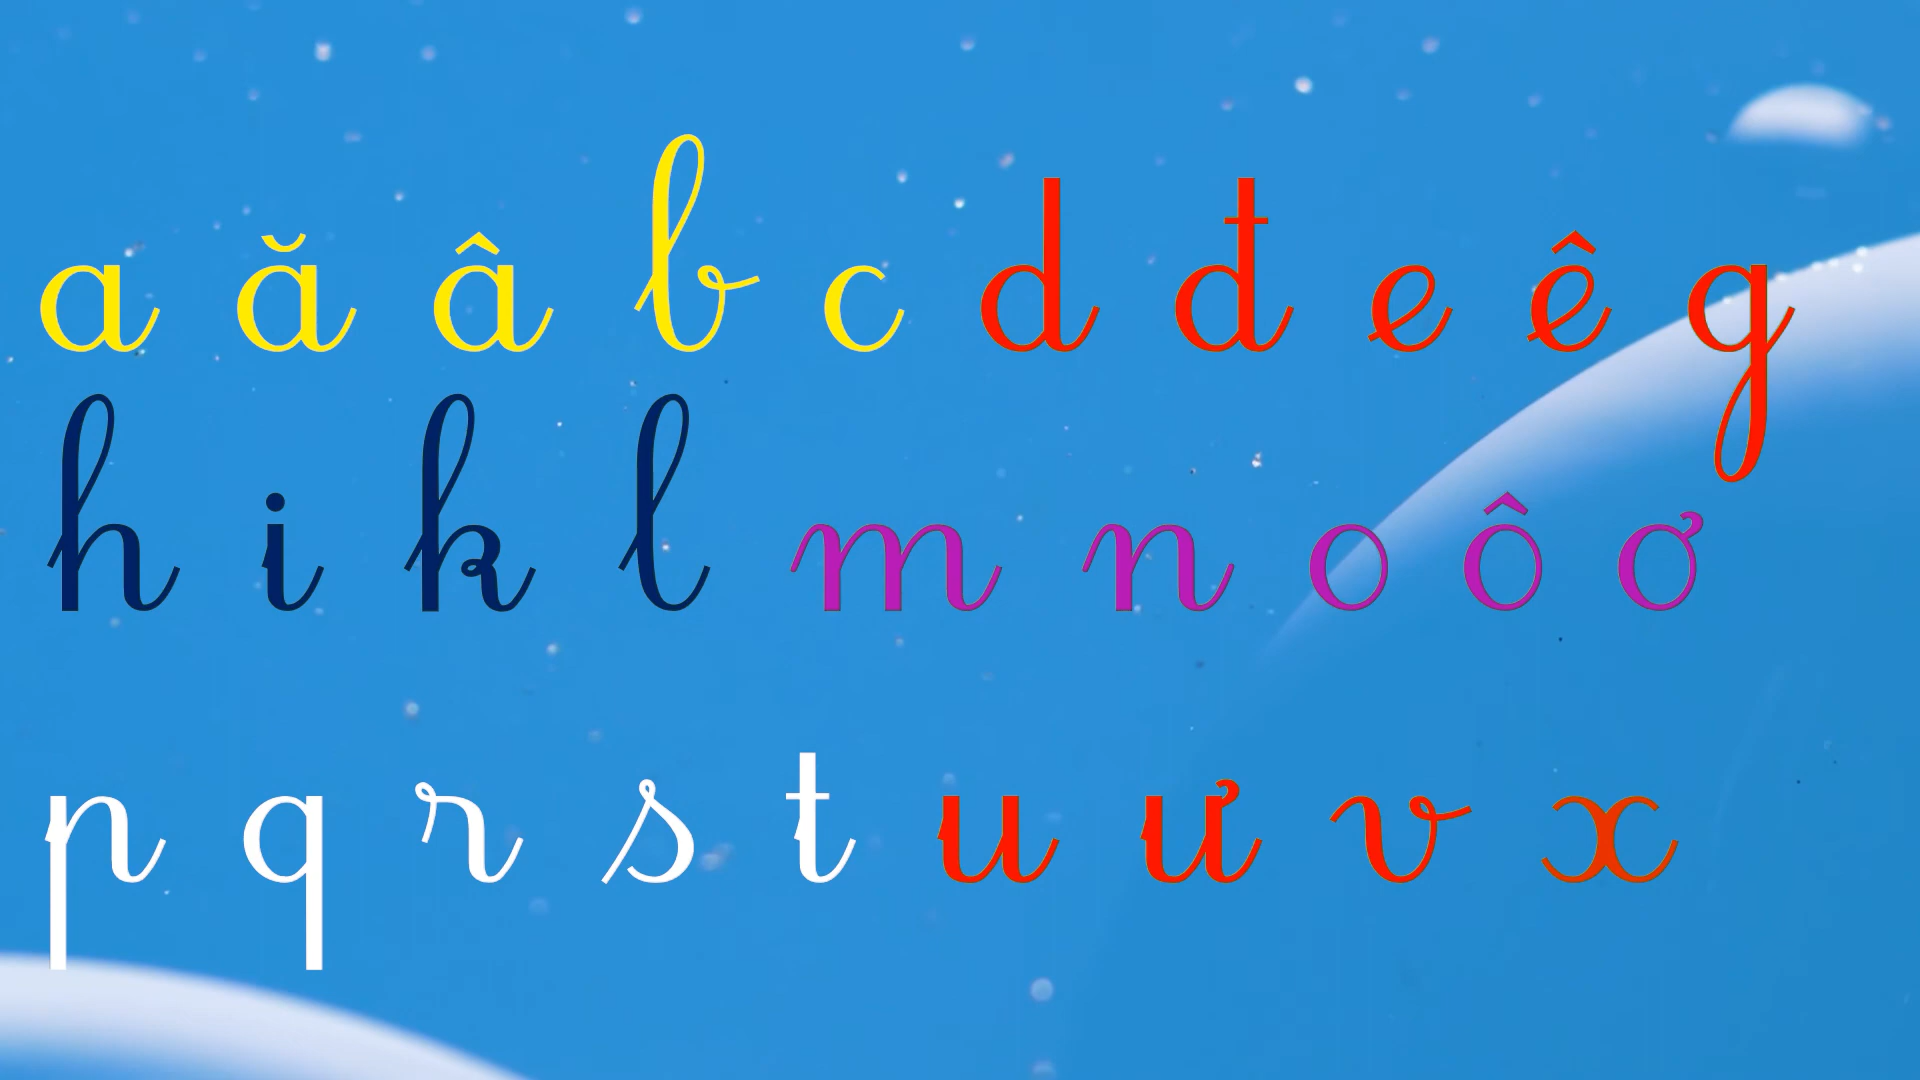 a ă â b c d đ e ê g
h i k l m n o ô ơ
p q r s t u ư v x